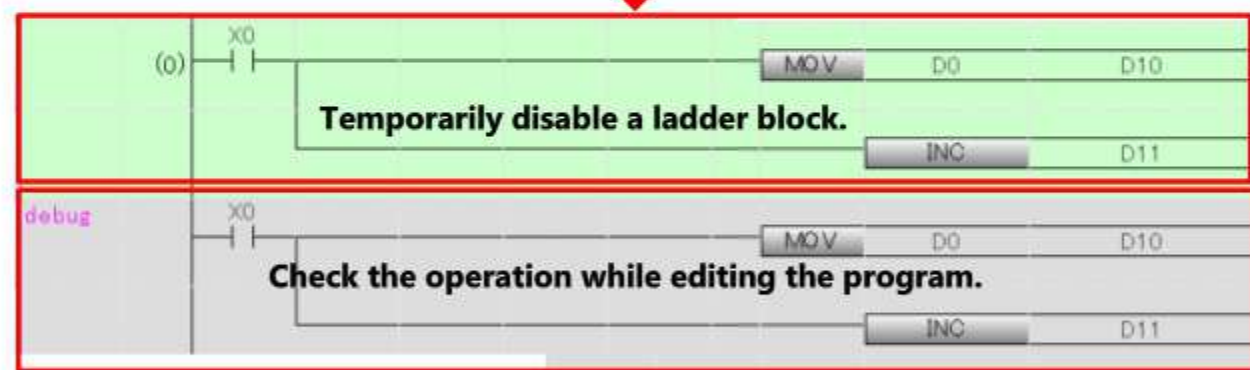 X0
(0) MOV D0 D10
Temporarily disable a ladder block.
INC D11
debug X0
MOV D0 D10
Check the operation while editing the program.
INC D11